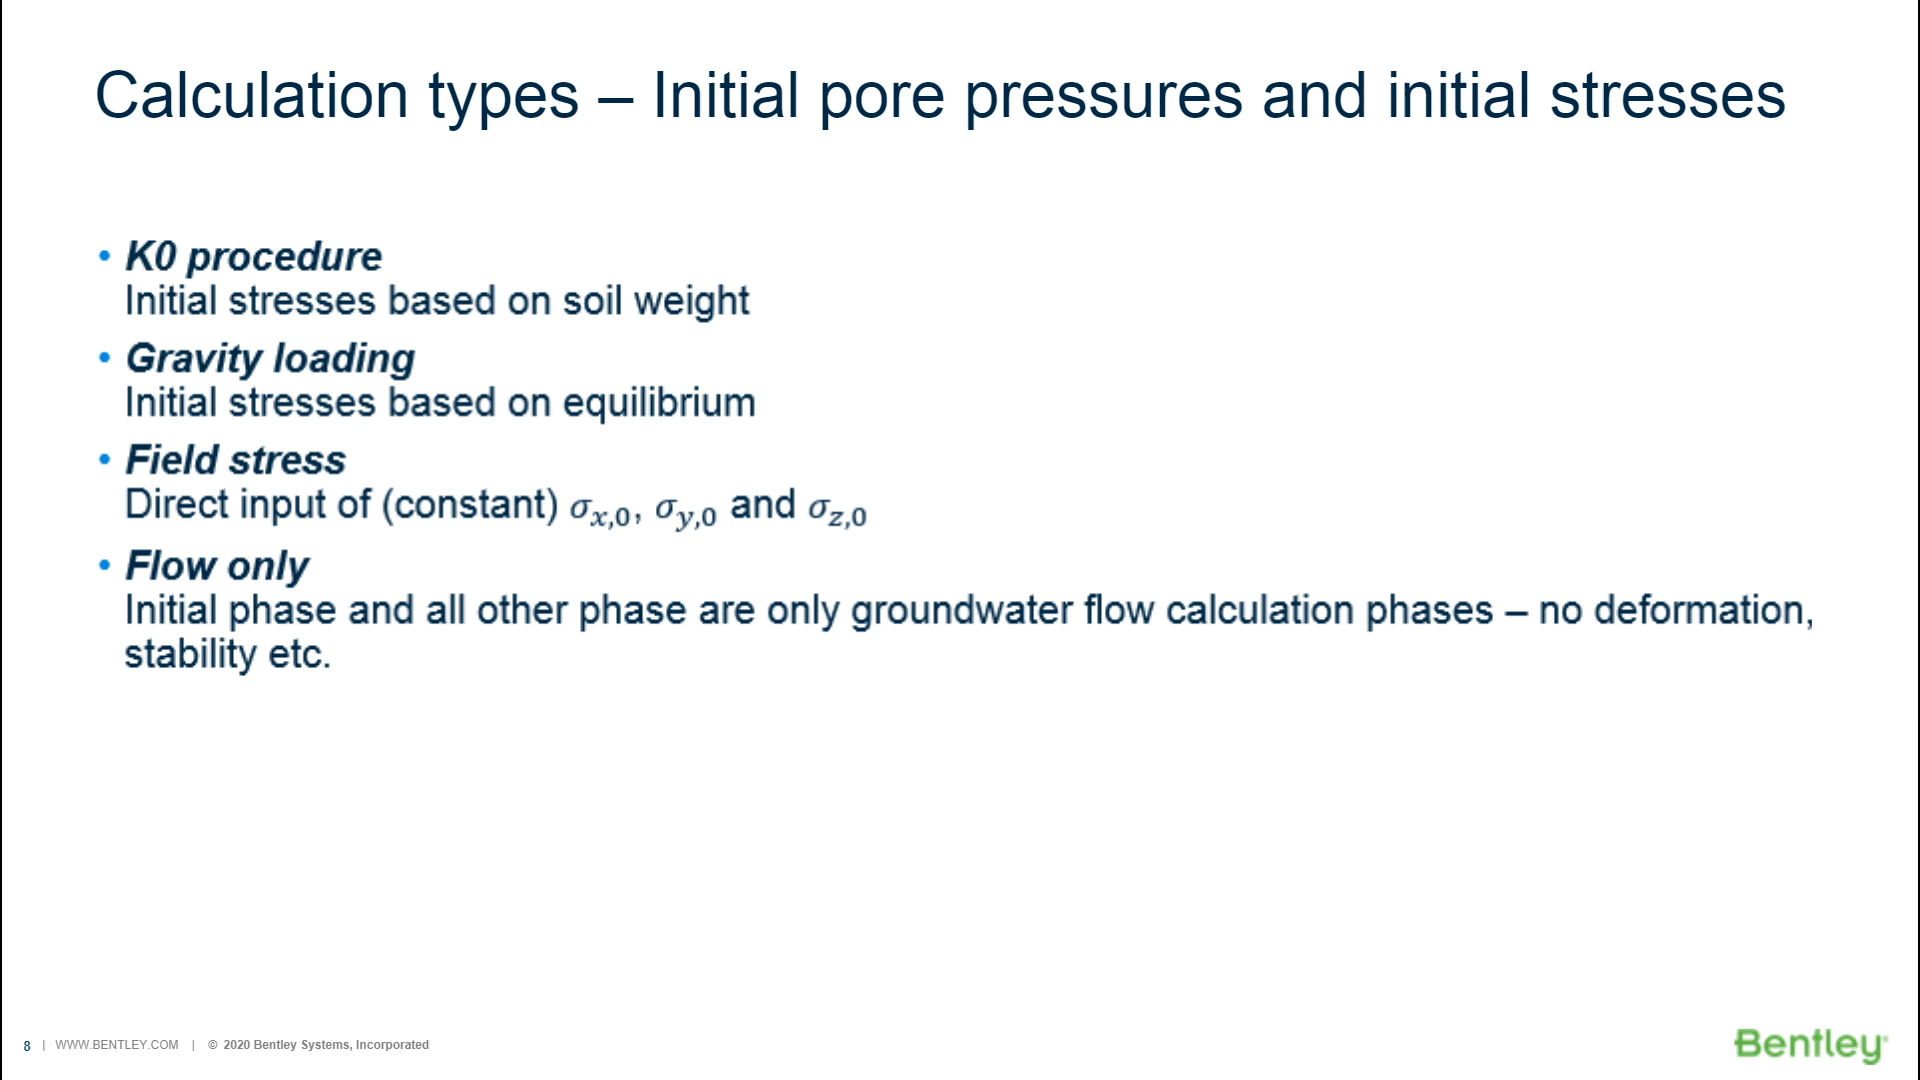 Calculation types – Initial pore pressures and initial stresses
• K0 procedure
Initial stresses based on soil weight
• Gravity loading
Initial stresses based on equilibrium
• Field stress
Direct input of (constant) σx,0, σy,0 and σz,0
• Flow only
Initial phase and all other phase are only groundwater flow calculation phases – no deformation,
stability etc.
8 | WWW.BENTLEY.COM | © 2020 Bentley Systems, Incorporated
Bentley